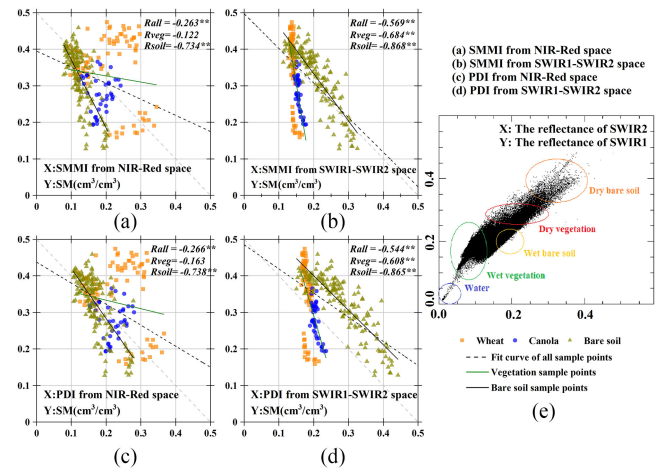 Rall = -0.263**
Rveg= -0.122
Rsoil= -0.734**
X:SMMI from NIR-Red space
Y:SM(cm³/cm³)
0.5
0.4
0.3
0.2
0.1
0.0
0 0.1 0.2 0.3 0.4 0.5
(a)
Rall = -0.569**
Rveg= -0.684**
Rsoil= -0.868**
X: SMMI from SWIR1-SWIR2 space
Y:SM(cm³/cm³)
0.5
0.4
0.3
0.2
0.1
0
0 0.1 0.2 0.3 0.4 0.5
(b)
(a) SMMI from NIR-Red space
(b) SMMI from SWIR1-SWIR2 space
(c) PDI from NIR-Red space
(d) PDI from SWIR1-SWIR2 space
X: The reflectance of SWIR2
Y: The reflectance of SWIR1
Dry bare soil
Dry vegetation
Wet bare soil
Wet vegetation
Water
0.4
0.2
0.0
0.0 0.2 0.4
Rall = -0.266**
Rveg= -0.163
Rsoil= -0.738**
X:PDI from NIR-Red space
Y:SM(cm³/cm³)
0.5
0.4
0.3
0.2
0.1
0
0 0.1 0.2 0.3 0.4 0.5
(c)
Rall = -0.544**
Rveg= -0.608**
Rsoil= -0.865**
X:PDI from SWIR1-SWIR2 space
Y:SM(cm³/cm³)
0.5
0.4
0.3
0.2
0.1
0
0 0.1 0.2 0.3 0.4 0.5
(d)
Wheat Canola Bare soil
Fit curve of all sample points
Vegetation sample points
Bare soil sample points
(e)